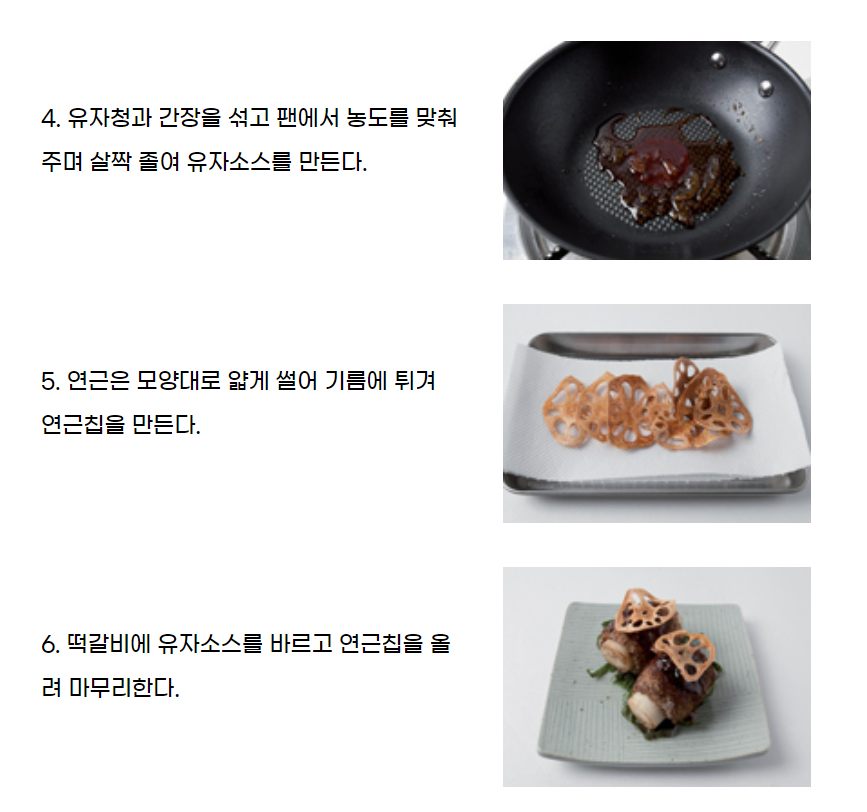 4. 유자청과 간장을 섞고 팬에서 농도를 맞춰
주며 살짝 졸여 유자소스를 만든다.
5. 연근은 모양대로 얇게 썰어 기름에 튀겨
연근칩을 만든다.
6. 떡갈비에 유자소스를 바르고 연근칩을 올
려 마무리한다.